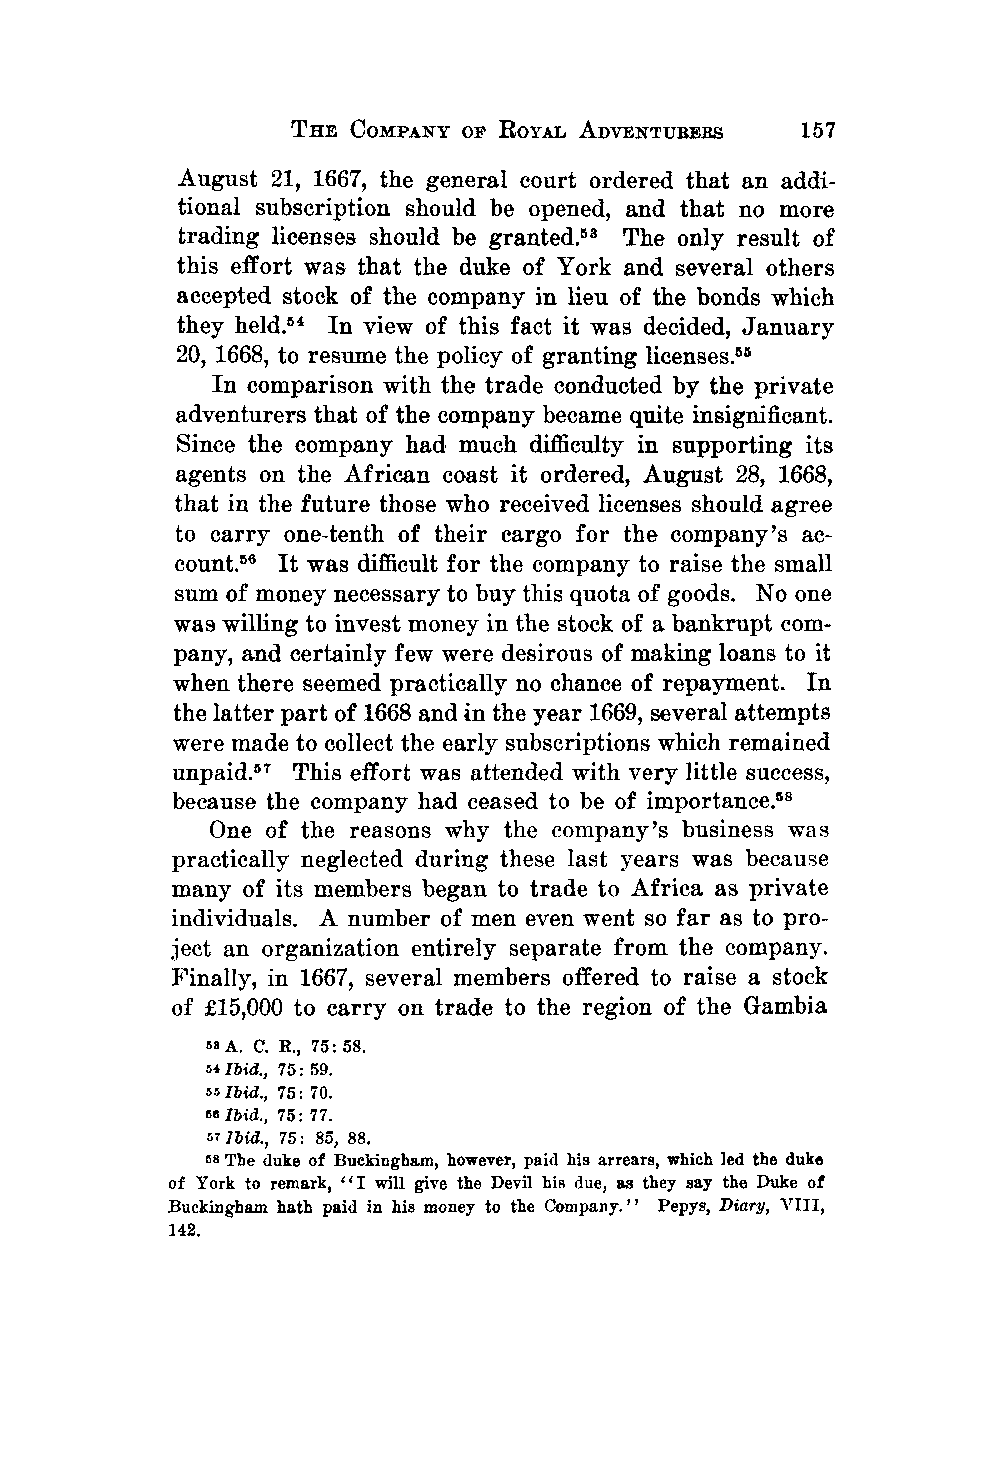 THE COMPANY OF ROYAL ADVENTURERS 157
August 21, 1667, the general court ordered that an addi-
tional subscription should be opened, and that no more
trading licenses should be granted.⁵³ The only result of
this effort was that the duke of York and several others
accepted stock of the company in lieu of the bonds which
they held.⁵⁴ In view of this fact it was decided, January
20, 1668, to resume the policy of granting licenses.⁵⁵
In comparison with the trade conducted by the private
adventurers that of the company became quite insignificant.
Since the company had much difficulty in supporting its
agents on the African coast it ordered, August 28, 1668,
that in the future those who received licenses should agree
to carry one-tenth of their cargo for the company's ac-
count.⁵⁶ It was difficult for the company to raise the small
sum of money necessary to buy this quota of goods. No one
was willing to invest money in the stock of a bankrupt com-
pany, and certainly few were desirous of making loans to it
when there seemed practically no chance of repayment. In
the latter part of 1668 and in the year 1669, several attempts
were made to collect the early subscriptions which remained
unpaid.⁵⁷ This effort was attended with very little success,
because the company had ceased to be of importance.⁵⁸
One of the reasons why the company's business was
practically neglected during these last years was because
many of its members began to trade to Africa as private
individuals. A number of men even went so far as to pro-
ject an organization entirely separate from the company.
Finally, in 1667, several members offered to raise a stock
of £15,000 to carry on trade to the region of the Gambia
⁵³ A. C. R., 75: 58.
⁵⁴ Ibid., 75: 59.
⁵⁵ Ibid., 75: 70.
⁵⁶ Ibid., 75: 77.
⁵⁷ Ibid., 75: 85, 88.
⁵⁸ The duke of Buckingham, however, paid his arrears, which led the duke
of York to remark, "I will give the Devil his due, as they say the Duke of
Buckingham hath paid in his money to the Company." Pepys, Diary, VIII,
142.